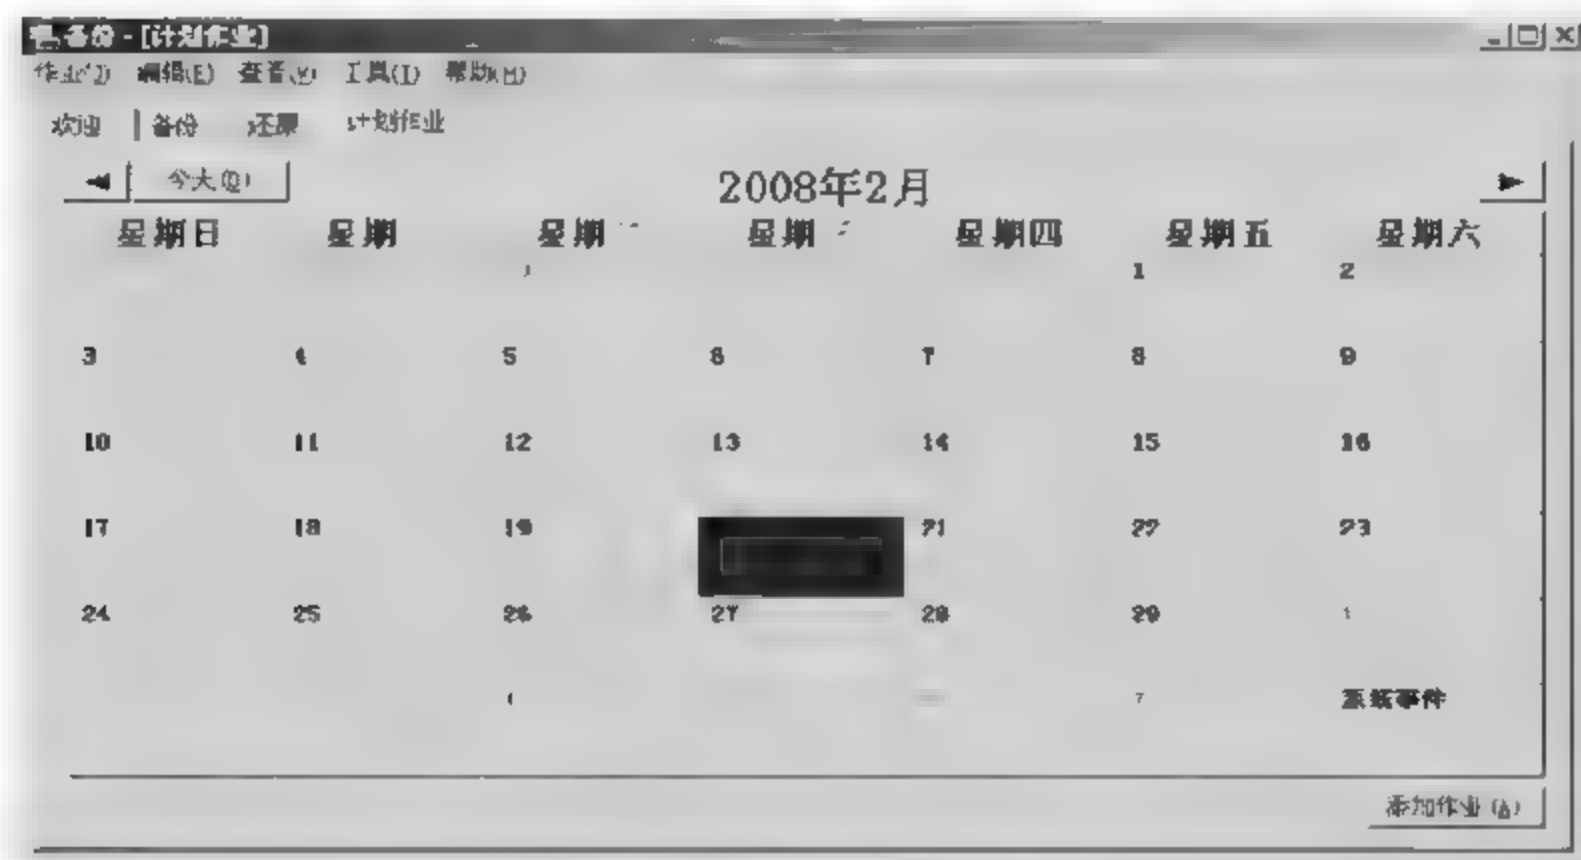 备份 - [计划作业]
作业(J) 编辑(E) 查看(V) 工具(T) 帮助(H)
欢迎 备份 还原 计划作业
今天(Q) 2008年2月
星期日 星期 星期 星期 星期四 星期五 星期六
1 2
3 4 5 6 7 8 9
10 11 12 13 14 15 16
17 18 19 21 22 23
24 25 26 27 28 29 1
7 系统事件
添加作业(A)